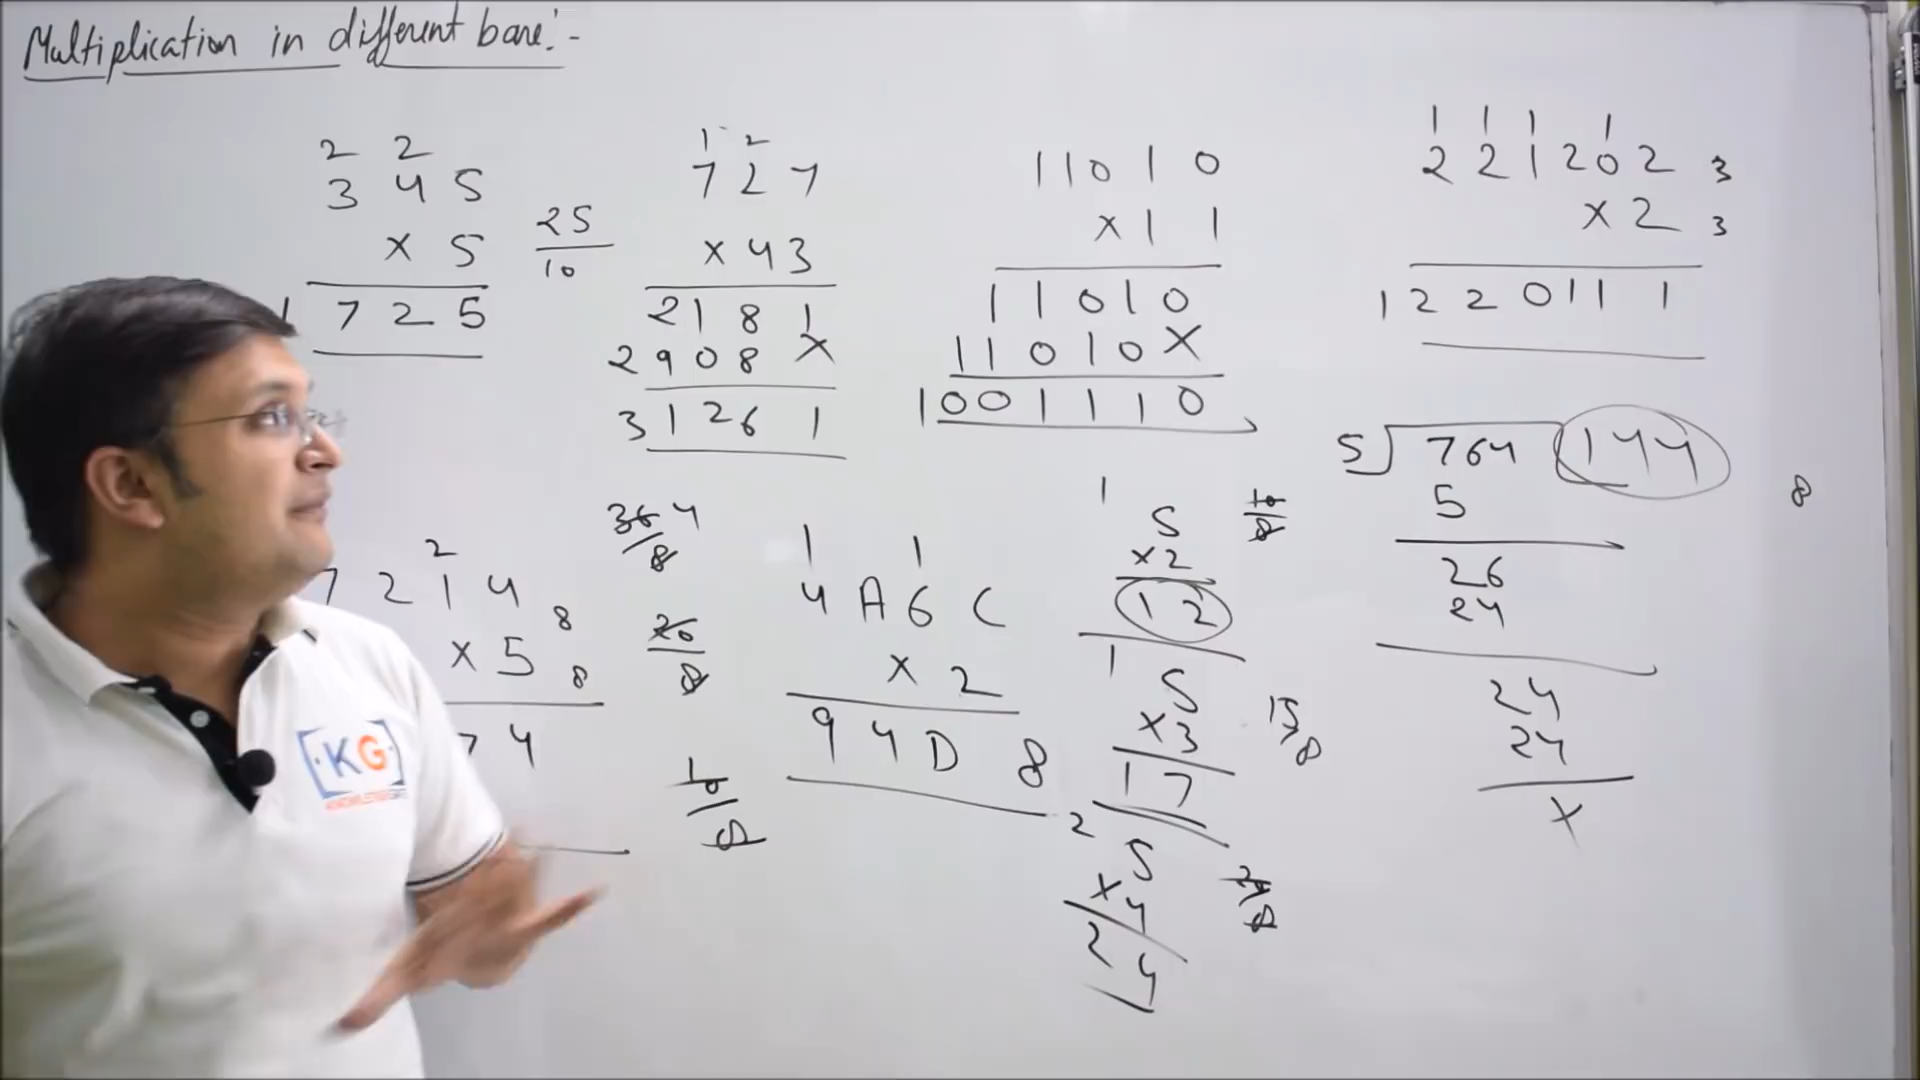 Multiplication in different base:-
2 2
3 4 5
x 5
1 7 2 5
25
10
1 2
7 2 7
x 4 3
2 1 8 1
2 9 0 8 X
3 1 2 6 1
1 1 0 1 0
x 1 1
1 1 0 1 0
1 1 0 1 0 X
1 0 0 1 1 1 0
1 1 1 1
2 2 1 2 0 2 3
x 2 3
1 2 2 0 1 1 1
2
7 2 1 4 8
x 5 8
7 4
36 4
8
26
8
10
8
1 1
4 A 6 C
x 2
9 4 D 8
1
5
x 2
1 2
10
8
1
5
x 3
1 7
15
8
2
5
x 4
2 4
8
5 764 144
5
26
24
24
24
X
8
[·KG·]